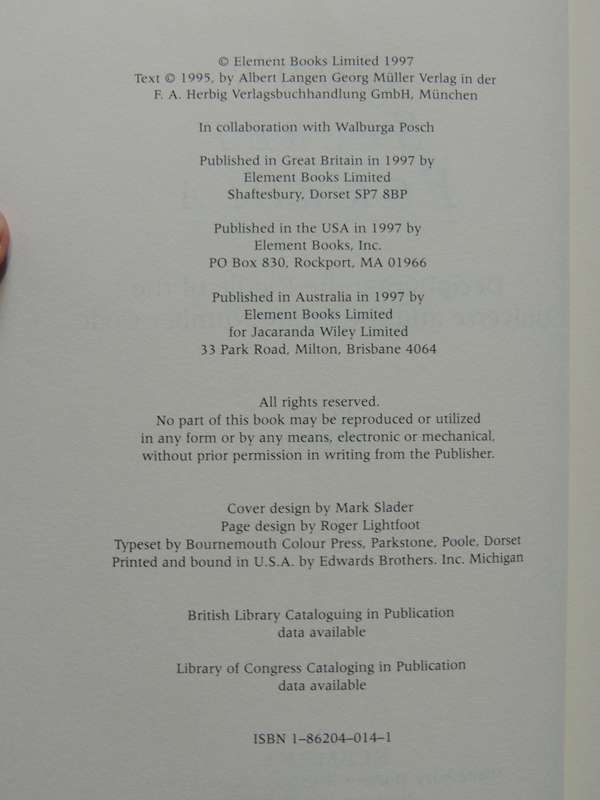 © Element Books Limited 1997
Text © 1995, by Albert Langen Georg Müller Verlag in der
F. A. Herbig Verlagsbuchhandlung GmbH, München
In collaboration with Walburga Posch
Published in Great Britain in 1997 by
Element Books Limited
Shaftesbury, Dorset SP7 8BP
Published in the USA in 1997 by
Element Books, Inc.
PO Box 830, Rockport, MA 01966
Published in Australia in 1997 by
Element Books Limited
for Jacaranda Wiley Limited
33 Park Road, Milton, Brisbane 4064
All rights reserved.
No part of this book may be reproduced or utilized
in any form or by any means, electronic or mechanical,
without prior permission in writing from the Publisher.
Cover design by Mark Slader
Page design by Roger Lightfoot
Typeset by Bournemouth Colour Press, Parkstone, Poole, Dorset
Printed and bound in U.S.A. by Edwards Brothers. Inc. Michigan
British Library Cataloguing in Publication
data available
Library of Congress Cataloging in Publication
data available
ISBN 1–86204–014–1